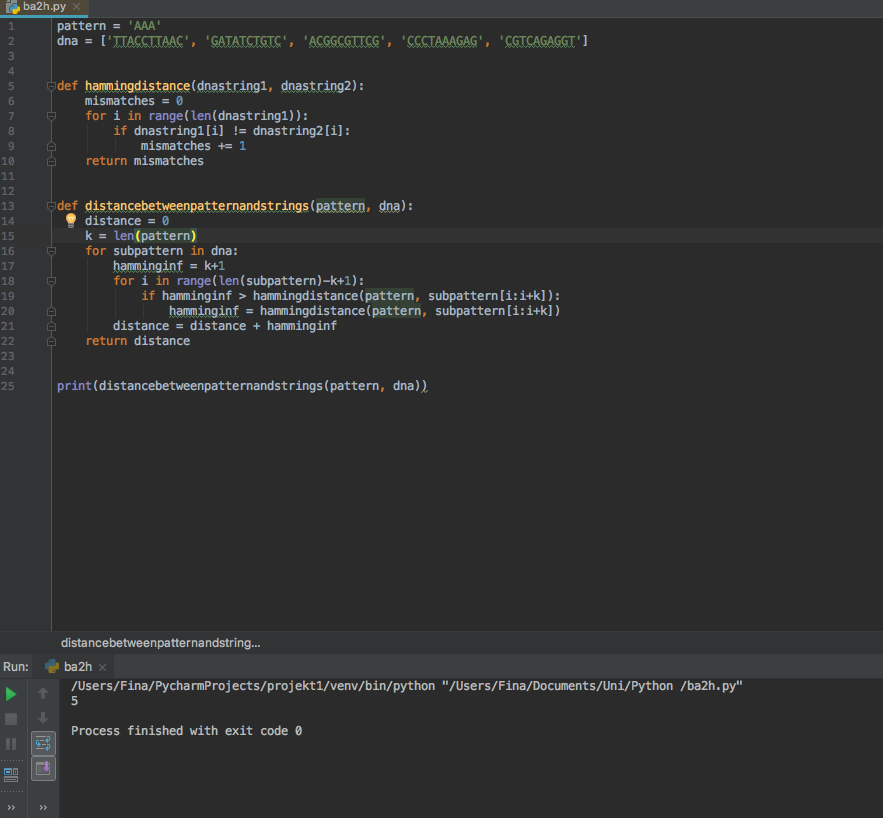 ba2h.py
1 pattern = 'AAA'
2 dna = ['TTACCTTAAC', 'GATATCTGTC', 'ACGGCGTTCG', 'CCCTAAAGAG', 'CGTCAGAGGT']
3
4
5 def hammingdistance(dnastring1, dnastring2):
6     mismatches = 0
7     for i in range(len(dnastring1)):
8         if dnastring1[i] != dnastring2[i]:
9             mismatches += 1
10     return mismatches
11
12
13 def distancebetweenpatternandstrings(pattern, dna):
14     distance = 0
15     k = len(pattern)
16     for subpattern in dna:
17         hamminginf = k+1
18         for i in range(len(subpattern)-k+1):
19             if hamminginf > hammingdistance(pattern, subpattern[i:i+k]):
20                 hamminginf = hammingdistance(pattern, subpattern[i:i+k])
21         distance = distance + hamminginf
22     return distance
23
24
25 print(distancebetweenpatternandstrings(pattern, dna))
distancebetweenpatternandstring...
Run: ba2h
/Users/Fina/PycharmProjects/projekt1/venv/bin/python "/Users/Fina/Documents/Uni/Python /ba2h.py"
5
Process finished with exit code 0